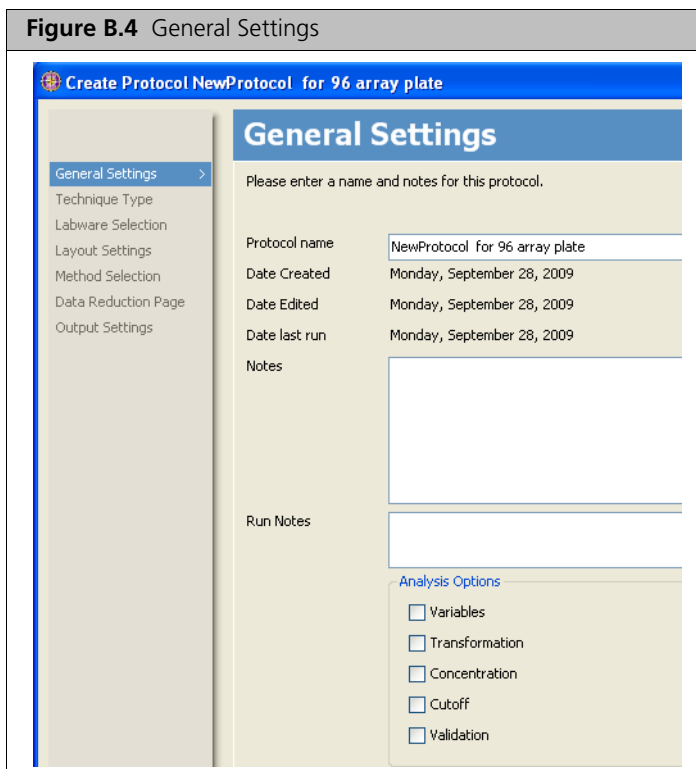 Figure B.4 General Settings
Create Protocol NewProtocol for 96 array plate
General Settings
General Settings >
Technique Type
Labware Selection
Layout Settings
Method Selection
Data Reduction Page
Output Settings
Please enter a name and notes for this protocol.
Protocol name NewProtocol for 96 array plate
Date Created Monday, September 28, 2009
Date Edited Monday, September 28, 2009
Date last run Monday, September 28, 2009
Notes
Run Notes
Analysis Options
Variables
Transformation
Concentration
Cutoff
Validation